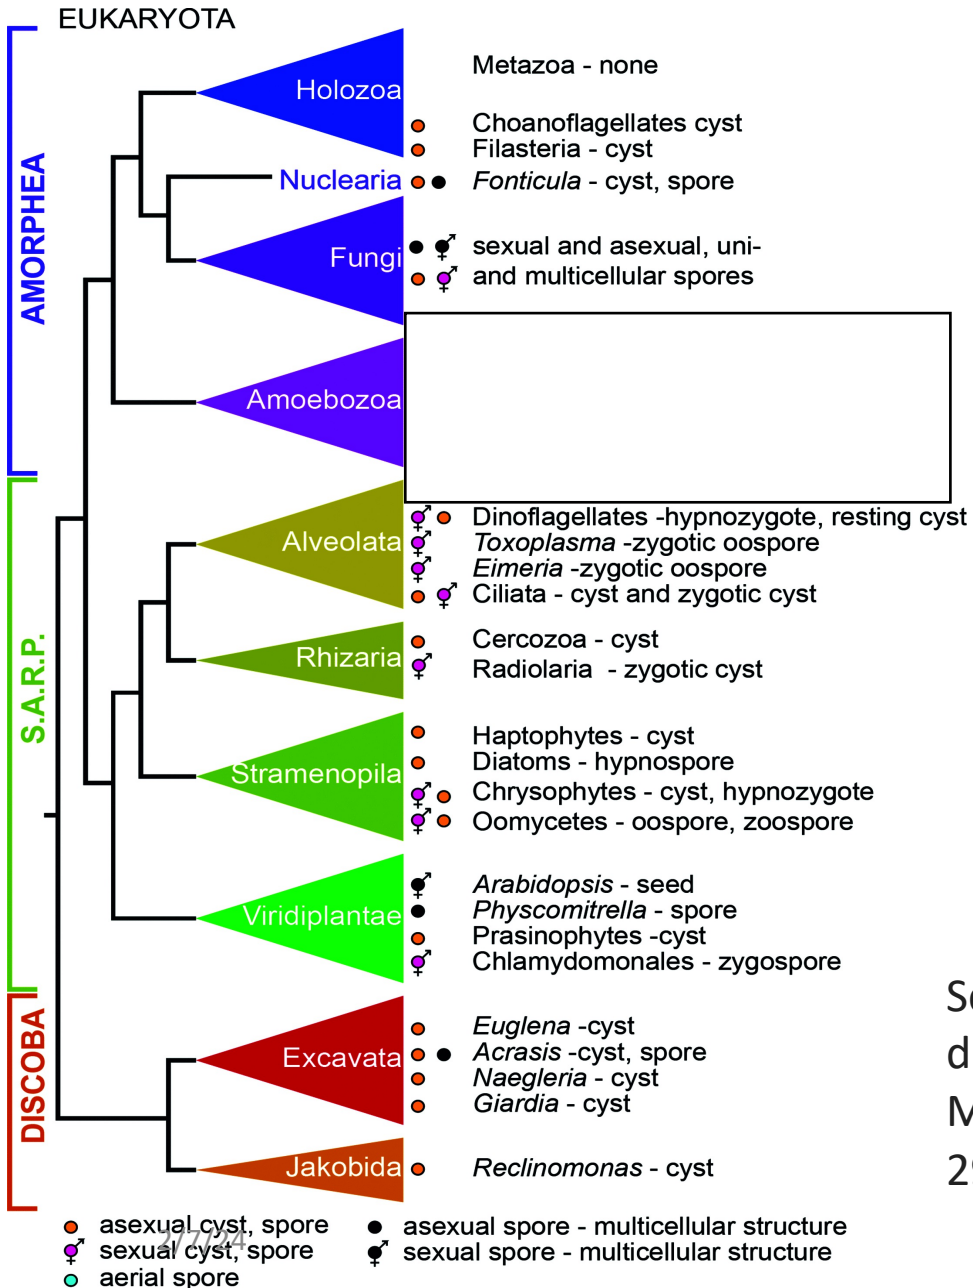 EUKARYOTA
AMORPHEA
Holozoa
Metazoa - none
Choanoflagellates cyst
Filasteria - cyst
Nuclearia
Fonticula - cyst, spore
Fungi
sexual and asexual, uni-
and multicellular spores
Amoebozoa
S.A.R.P.
Alveolata
Dinoflagellates -hypnozygote, resting cyst
Toxoplasma -zygotic oospore
Eimeria -zygotic oospore
Ciliata - cyst and zygotic cyst
Rhizaria
Cercozoa - cyst
Radiolaria - zygotic cyst
Stramenopila
Haptophytes - cyst
Diatoms - hypnospore
Chrysophytes - cyst, hypnozygote
Oomycetes - oospore, zoospore
Viridiplantae
Arabidopsis - seed
Physcomitrella - spore
Prasinophytes -cyst
Chlamydomonales - zygospore
DISCOBA
Excavata
Euglena -cyst
Acrasis -cyst, spore
Naegleria - cyst
Giardia - cyst
Jakobida
Reclinomonas - cyst
asexual cyst, spore
sexual cyst, spore
aerial spore
asexual spore - multicellular structure
sexual spore - multicellular structure
2/7/24